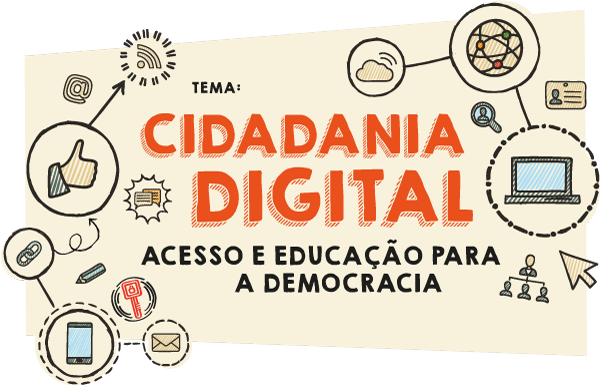 TEMA:
CIDADANIA
DIGITAL
ACESSO E EDUCAÇÃO PARA
A DEMOCRACIA
@